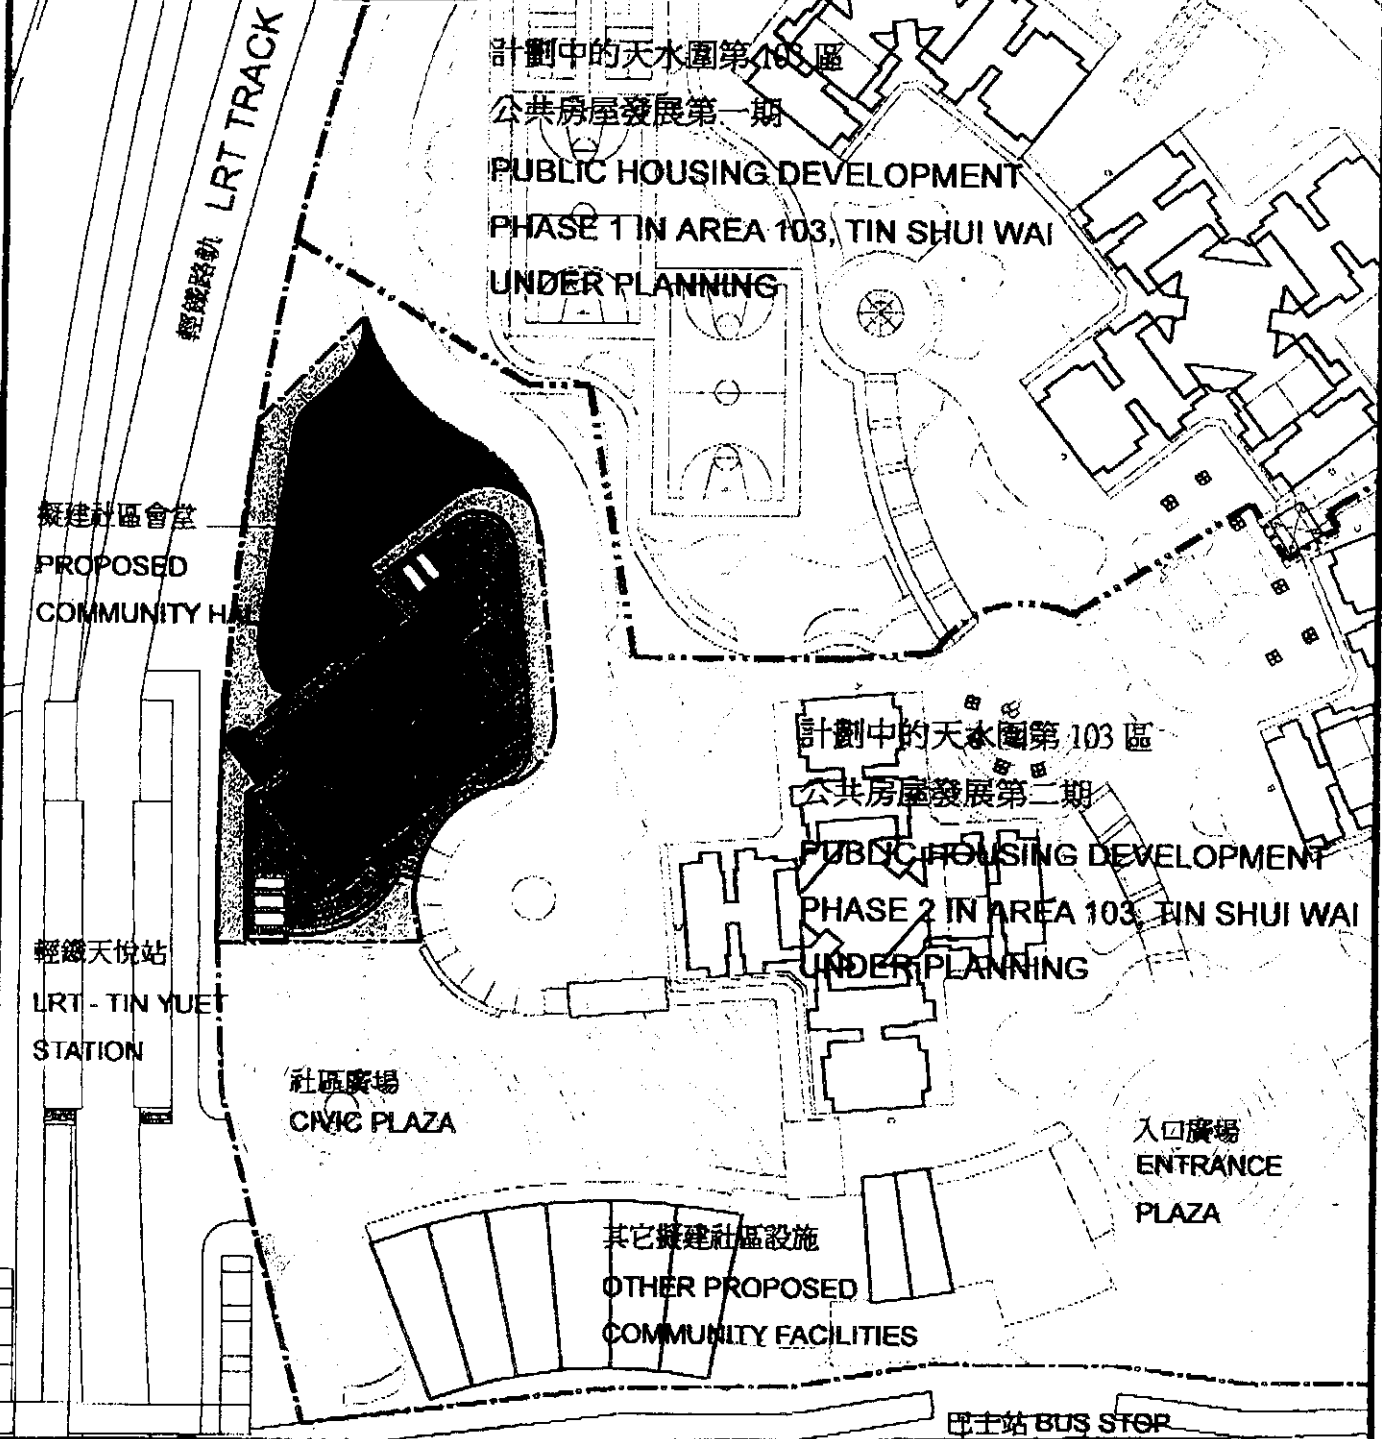 計劃中的天水圍第 103 區
公共房屋發展第一期
PUBLIC HOUSING DEVELOPMENT
PHASE 1 IN AREA 103, TIN SHUI WAI
UNDER PLANNING
輕鐵路軌 LRT TRACK
擬建社區會堂
PROPOSED
COMMUNITY HALL
計劃中的天水圍第 103 區
公共房屋發展第二期
PUBLIC HOUSING DEVELOPMENT
PHASE 2 IN AREA 103, TIN SHUI WAI
UNDER PLANNING
輕鐵天悅站
LRT - TIN YUET
STATION
社區廣場
CIVIC PLAZA
入口廣場
ENTRANCE
PLAZA
其它擬建社區設施
OTHER PROPOSED
COMMUNITY FACILITIES
巴士站 BUS STOP